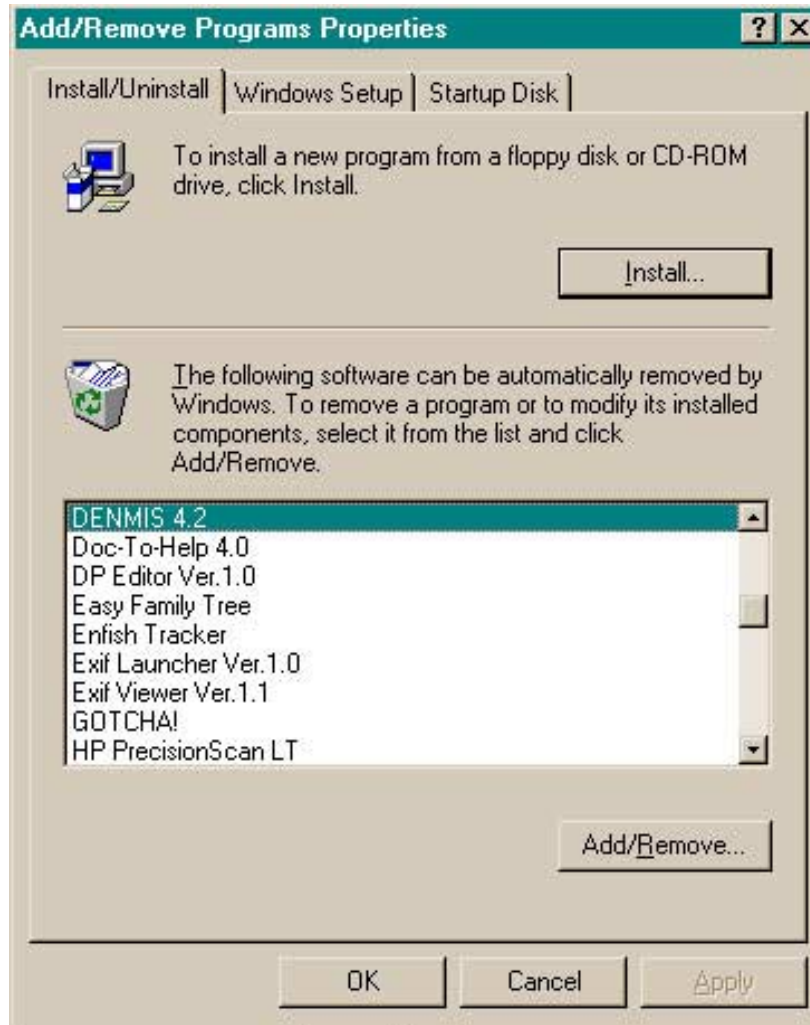 Add/Remove Programs Properties
Install/Uninstall
Windows Setup
Startup Disk
To install a new program from a floppy disk or CD-ROM
drive, click Install.
Install...
The following software can be automatically removed by
Windows. To remove a program or to modify its installed
components, select it from the list and click
Add/Remove.
DENMIS 4.2
Doc-To-Help 4.0
DP Editor Ver.1.0
Easy Family Tree
Enfish Tracker
Exif Launcher Ver.1.0
Exif Viewer Ver.1.1
GOTCHA!
HP PrecisionScan LT
Add/Remove...
OK
Cancel
Apply